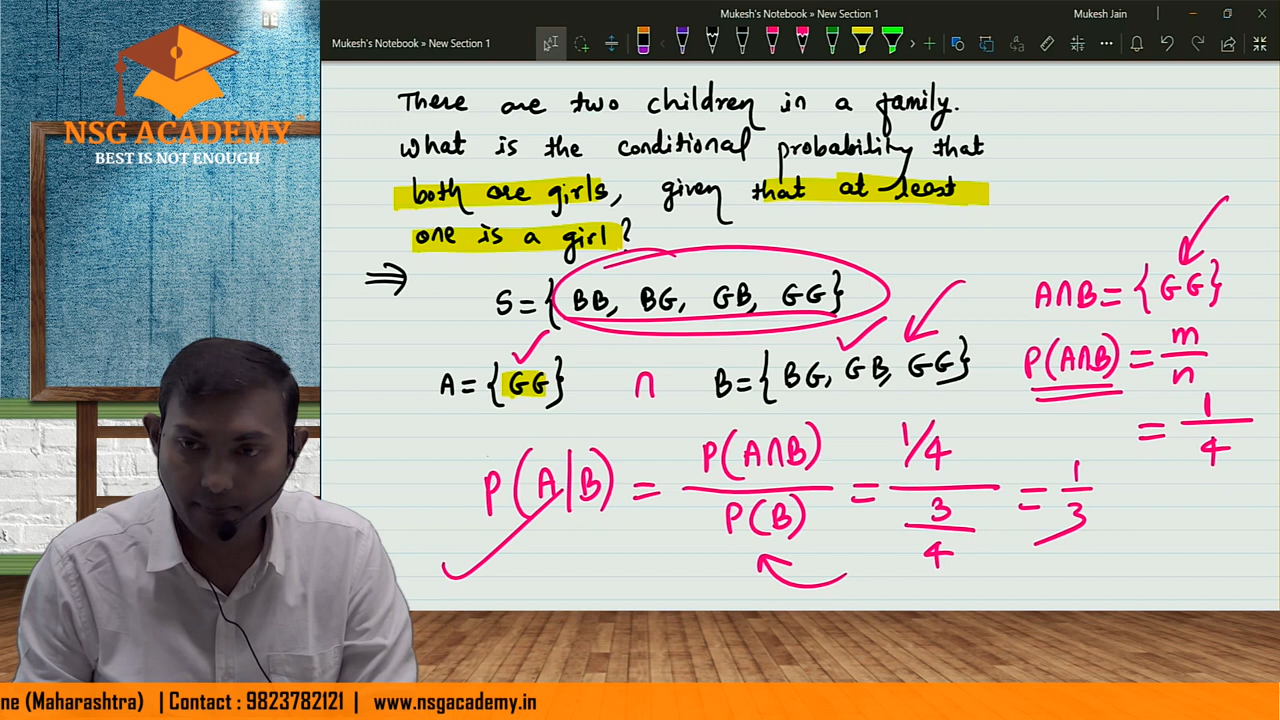 Mukesh's Notebook » New Section 1
Mukesh Jain
Mukesh's Notebook » New Section 1
NSG ACADEMY
BEST IS NOT ENOUGH
There are two children in a family.
What is the conditional probability that
both are girls, given that at least
one is a girl?
⇒ S = { BB, BG, GB, GG}
A∩B = {GG}
A = {GG} ∩ B = {BG, GB, GG}
P(A∩B) = m/n
= 1/4
P(A|B) = P(A∩B)/P(B) = 1/4 / 3/4 = 1/3
ne (Maharashtra) | Contact : 9823782121 | www.nsgacademy.in